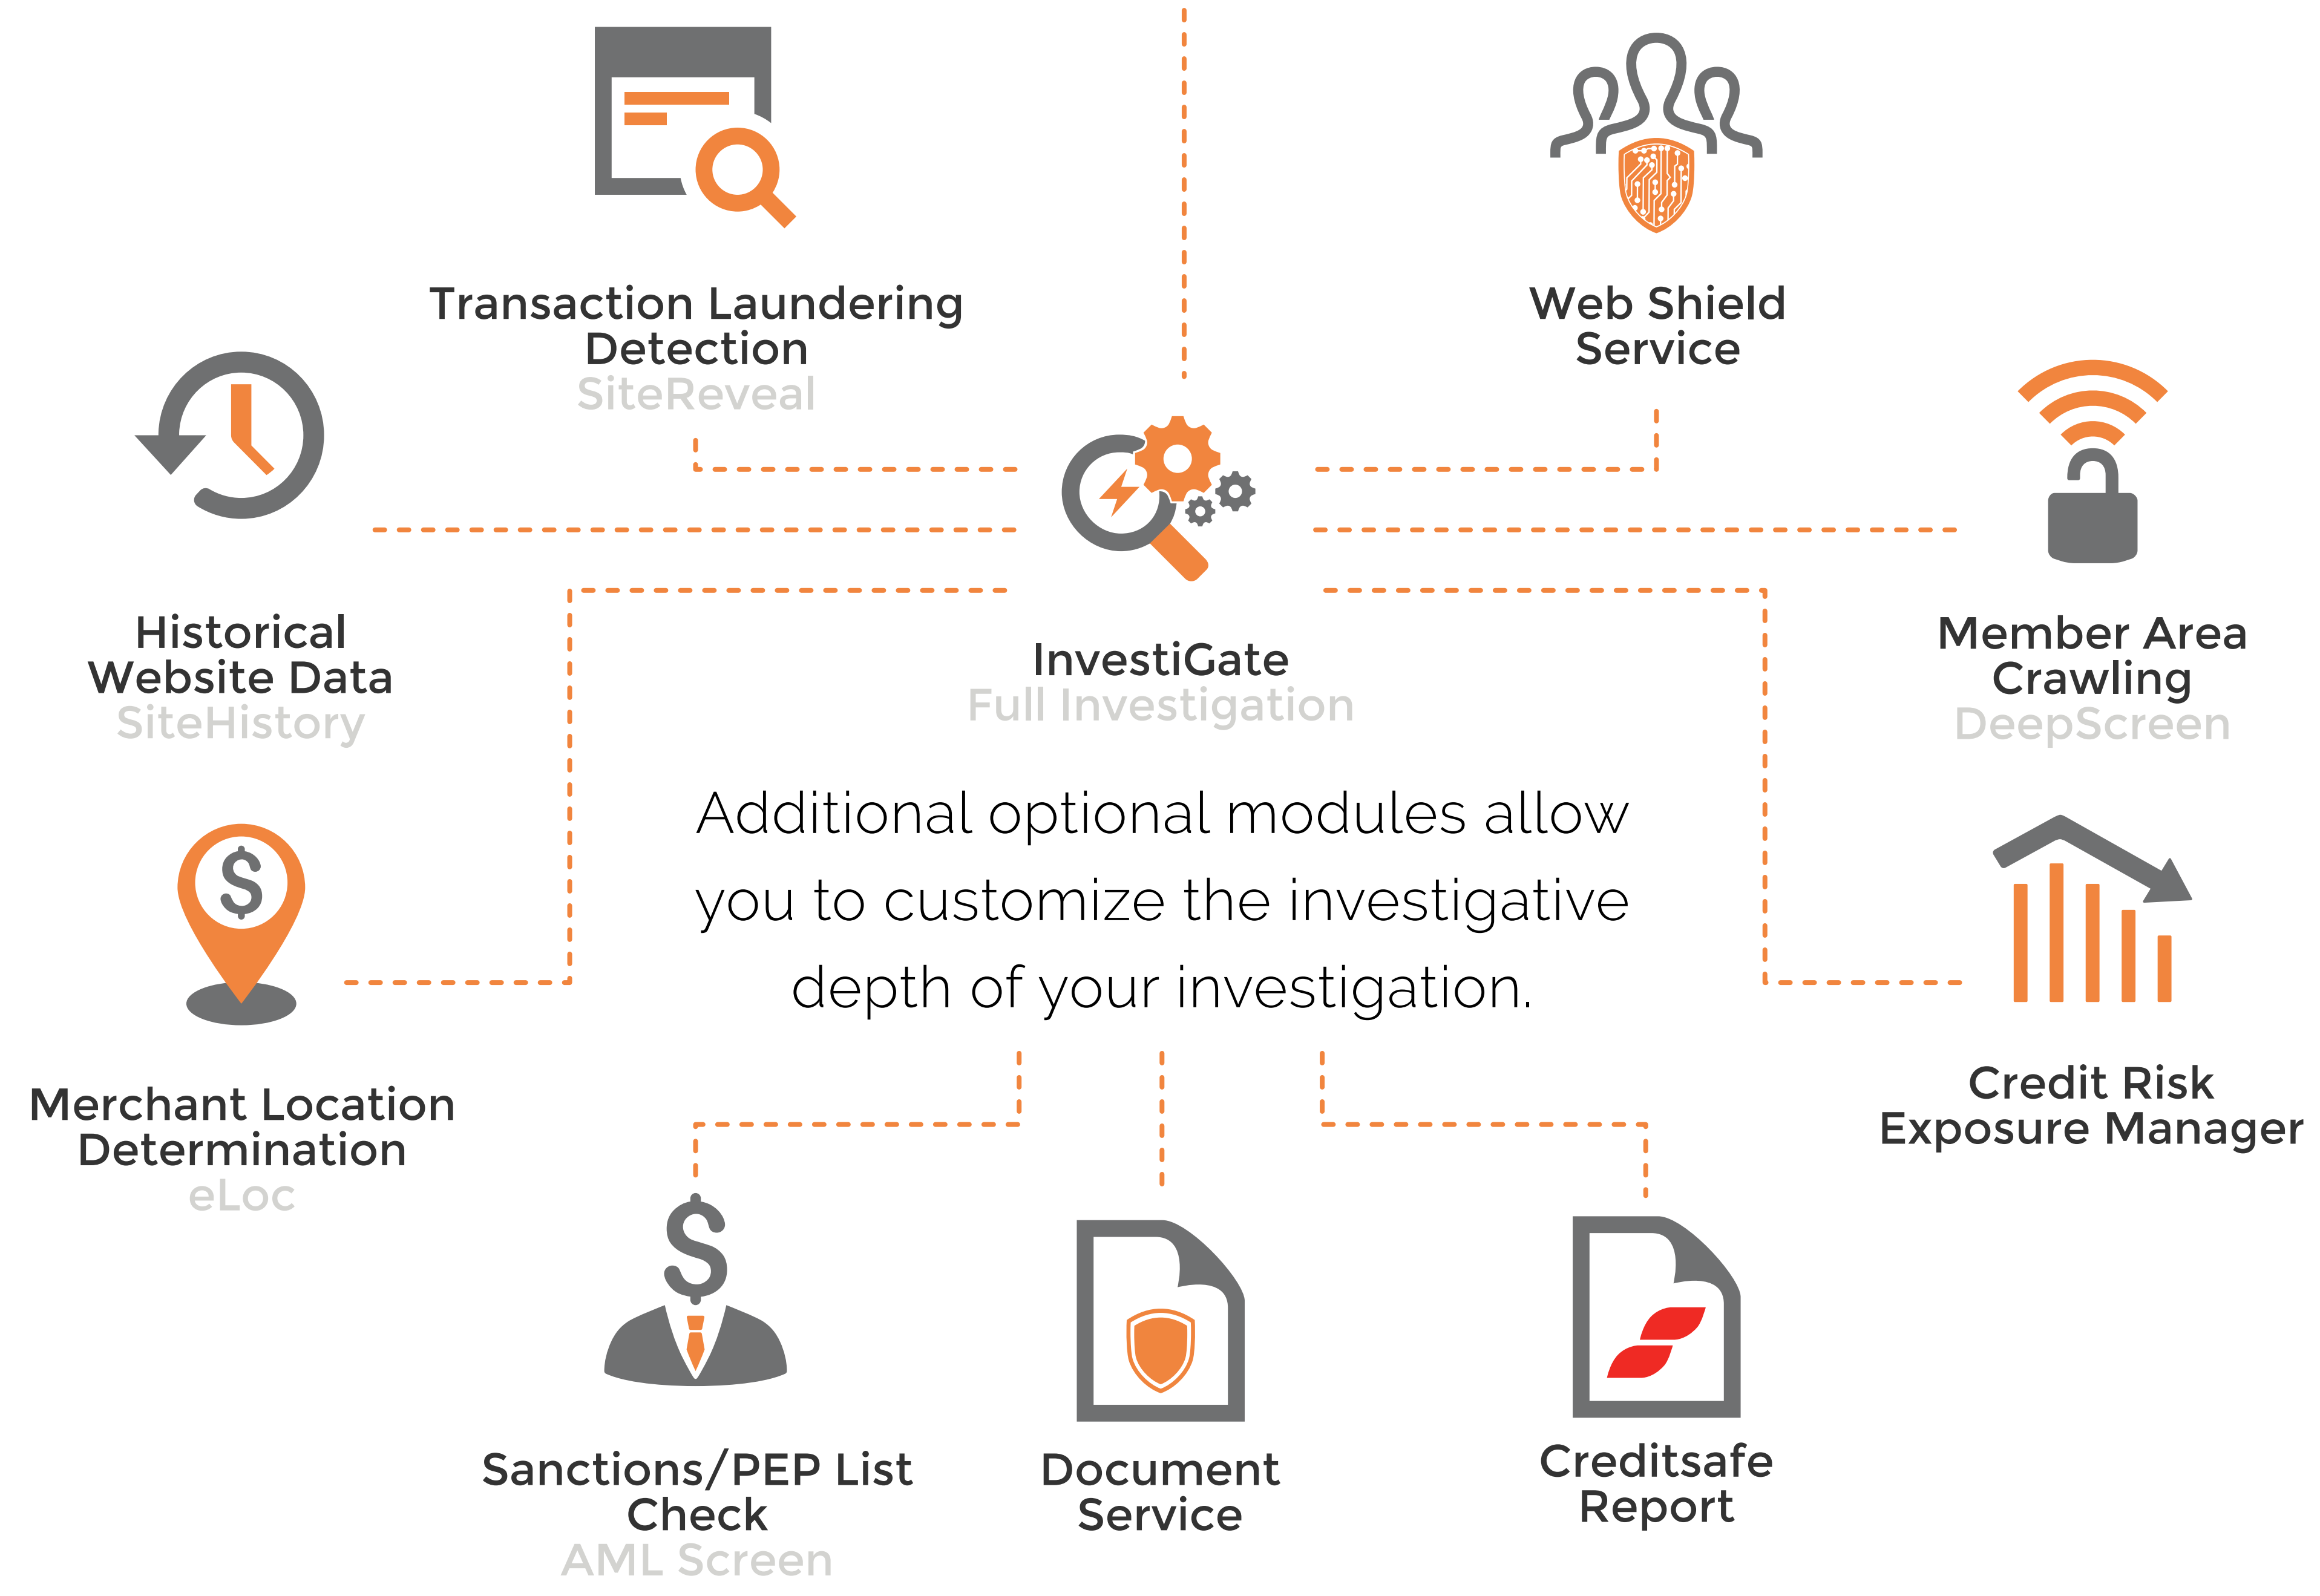 Transaction Laundering
Detection
SiteReveal
Web Shield
Service
Historical
Website Data
SiteHistory
InvestiGate
Full Investigation
Member Area
Crawling
DeepScreen
Additional optional modules allow
you to customize the investigative
depth of your investigation.
$
Merchant Location
Determination
eLoc
Credit Risk
Exposure Manager
$
Sanctions/PEP List
Check
AML Screen
Document
Service
Creditsafe
Report